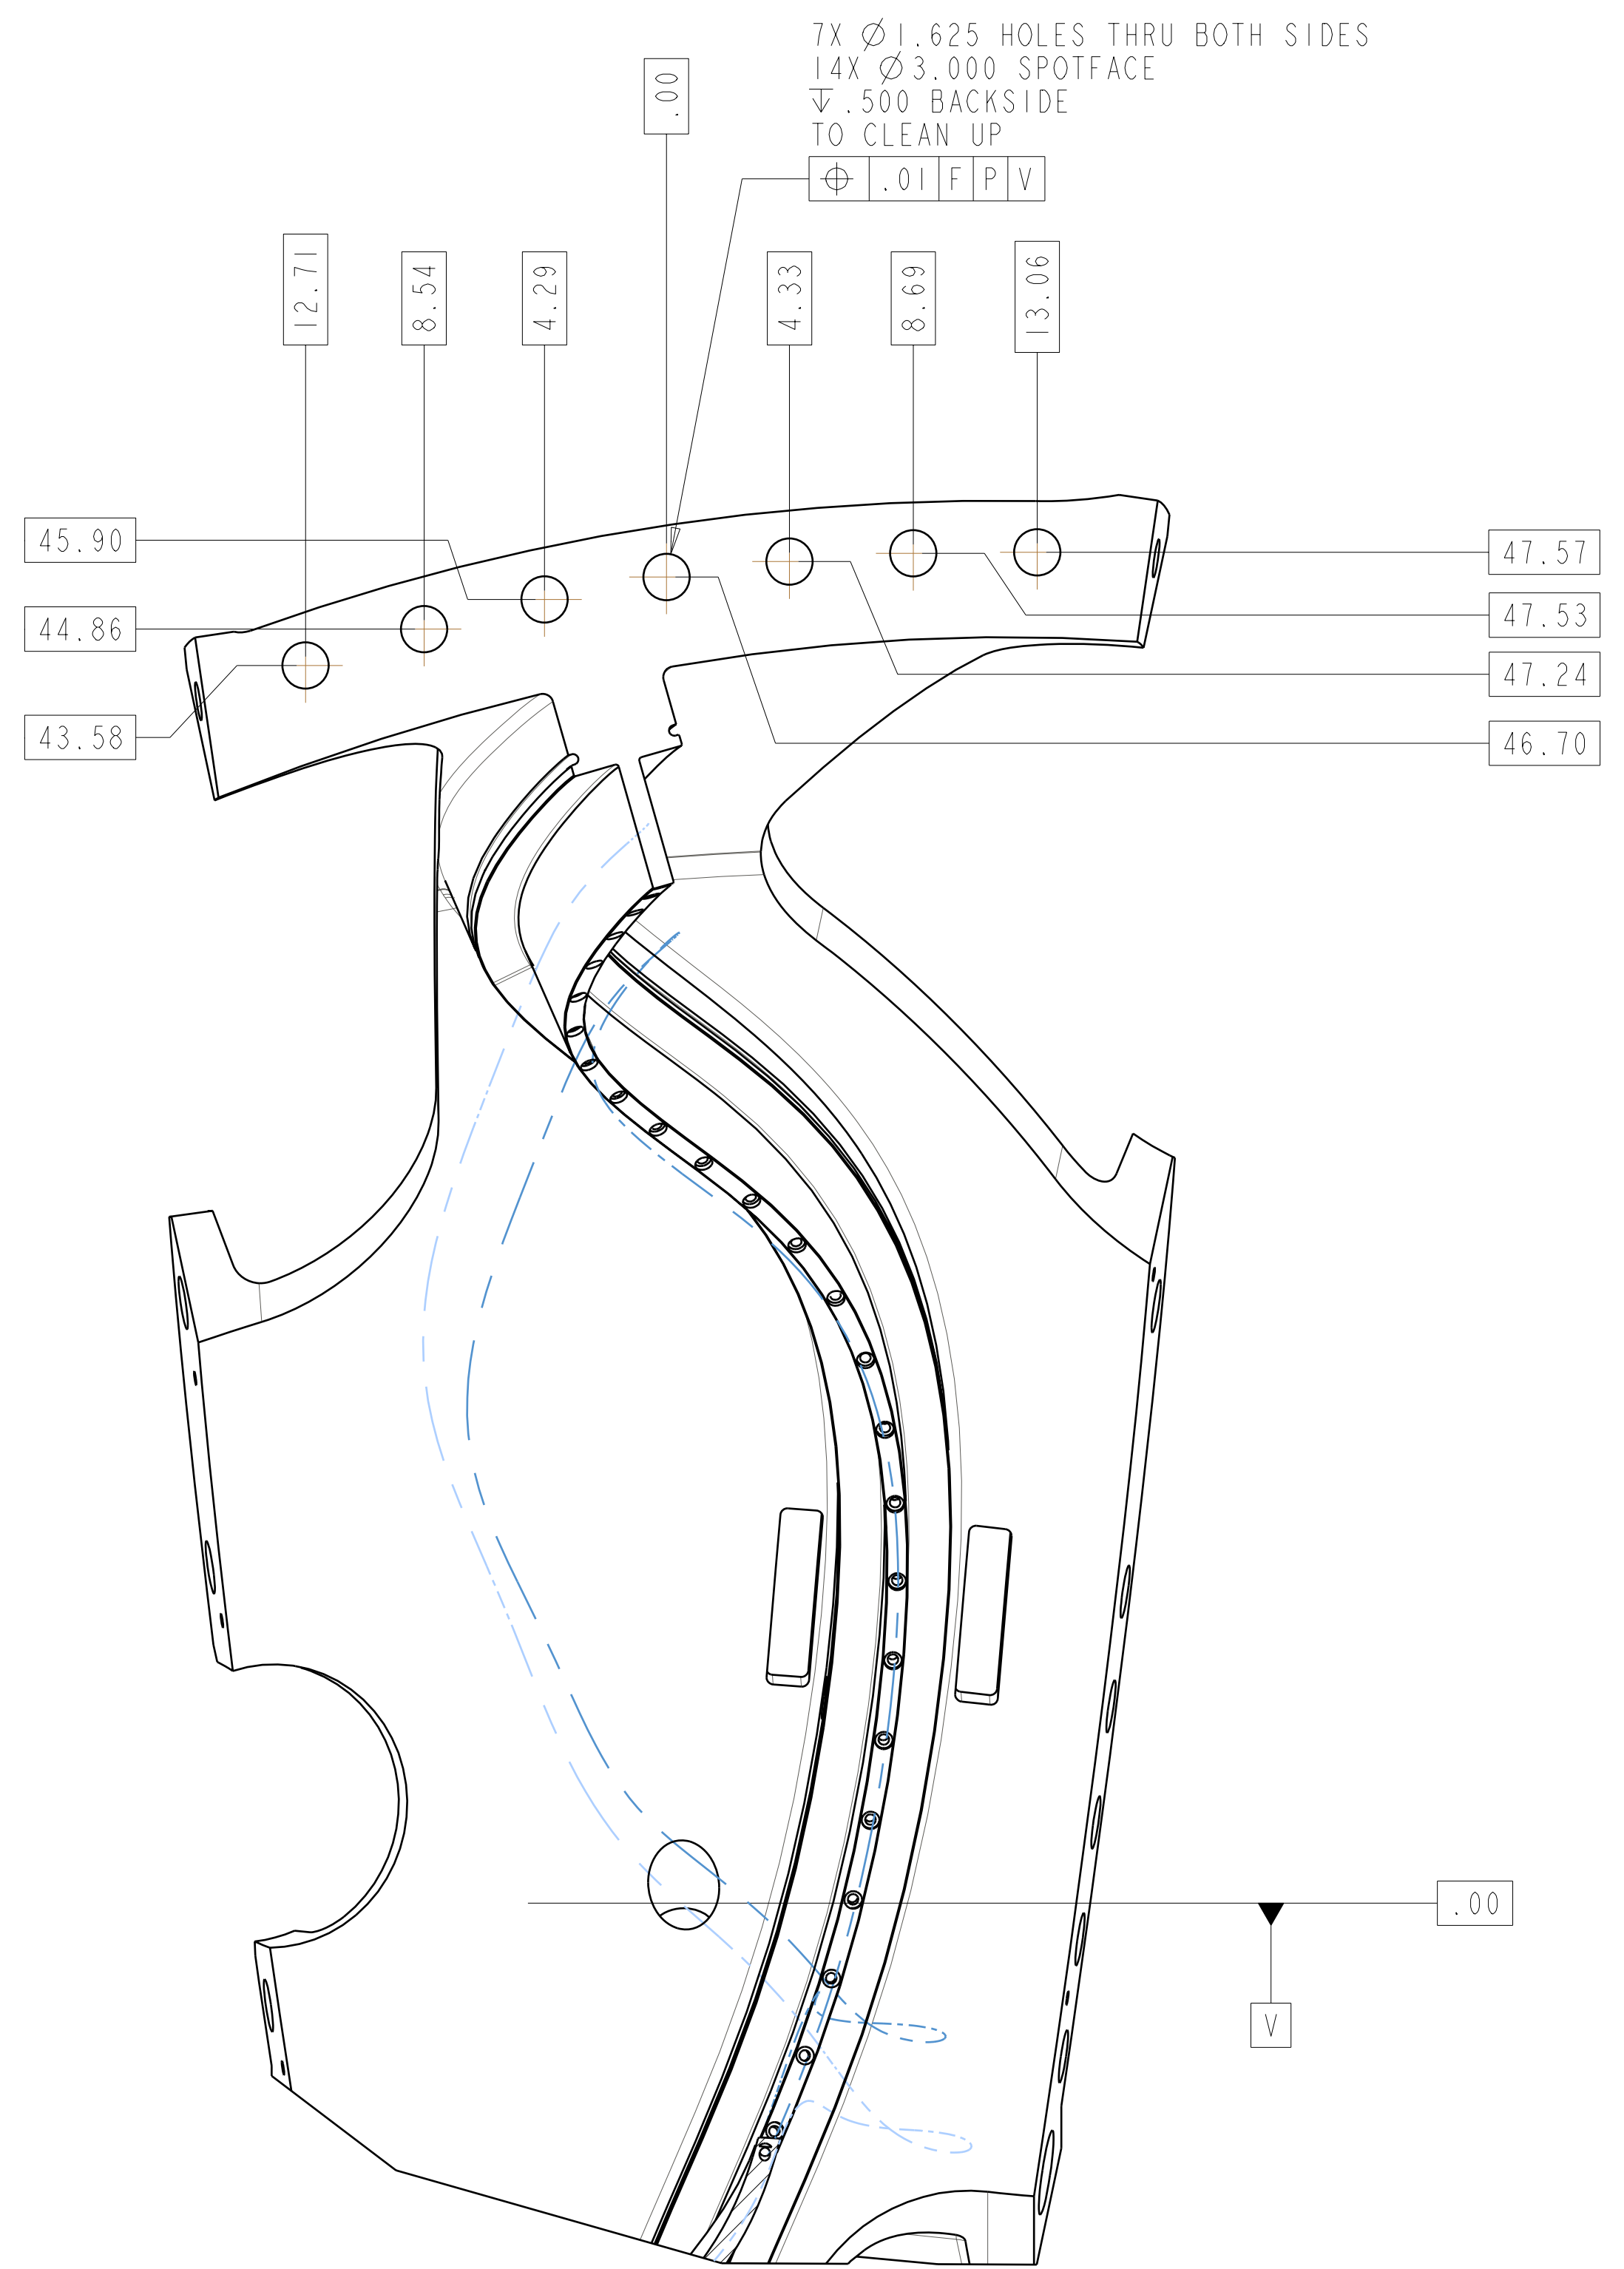 7X ∅1.625 HOLES THRU BOTH SIDES
14X ∅3.000 SPOTFACE
↧.500 BACKSIDE
TO CLEAN UP
⌖ .01 F P V
.00
12.71
8.54
4.29
4.33
8.69
13.06
45.90
44.86
43.58
47.57
47.53
47.24
46.70
.00
V